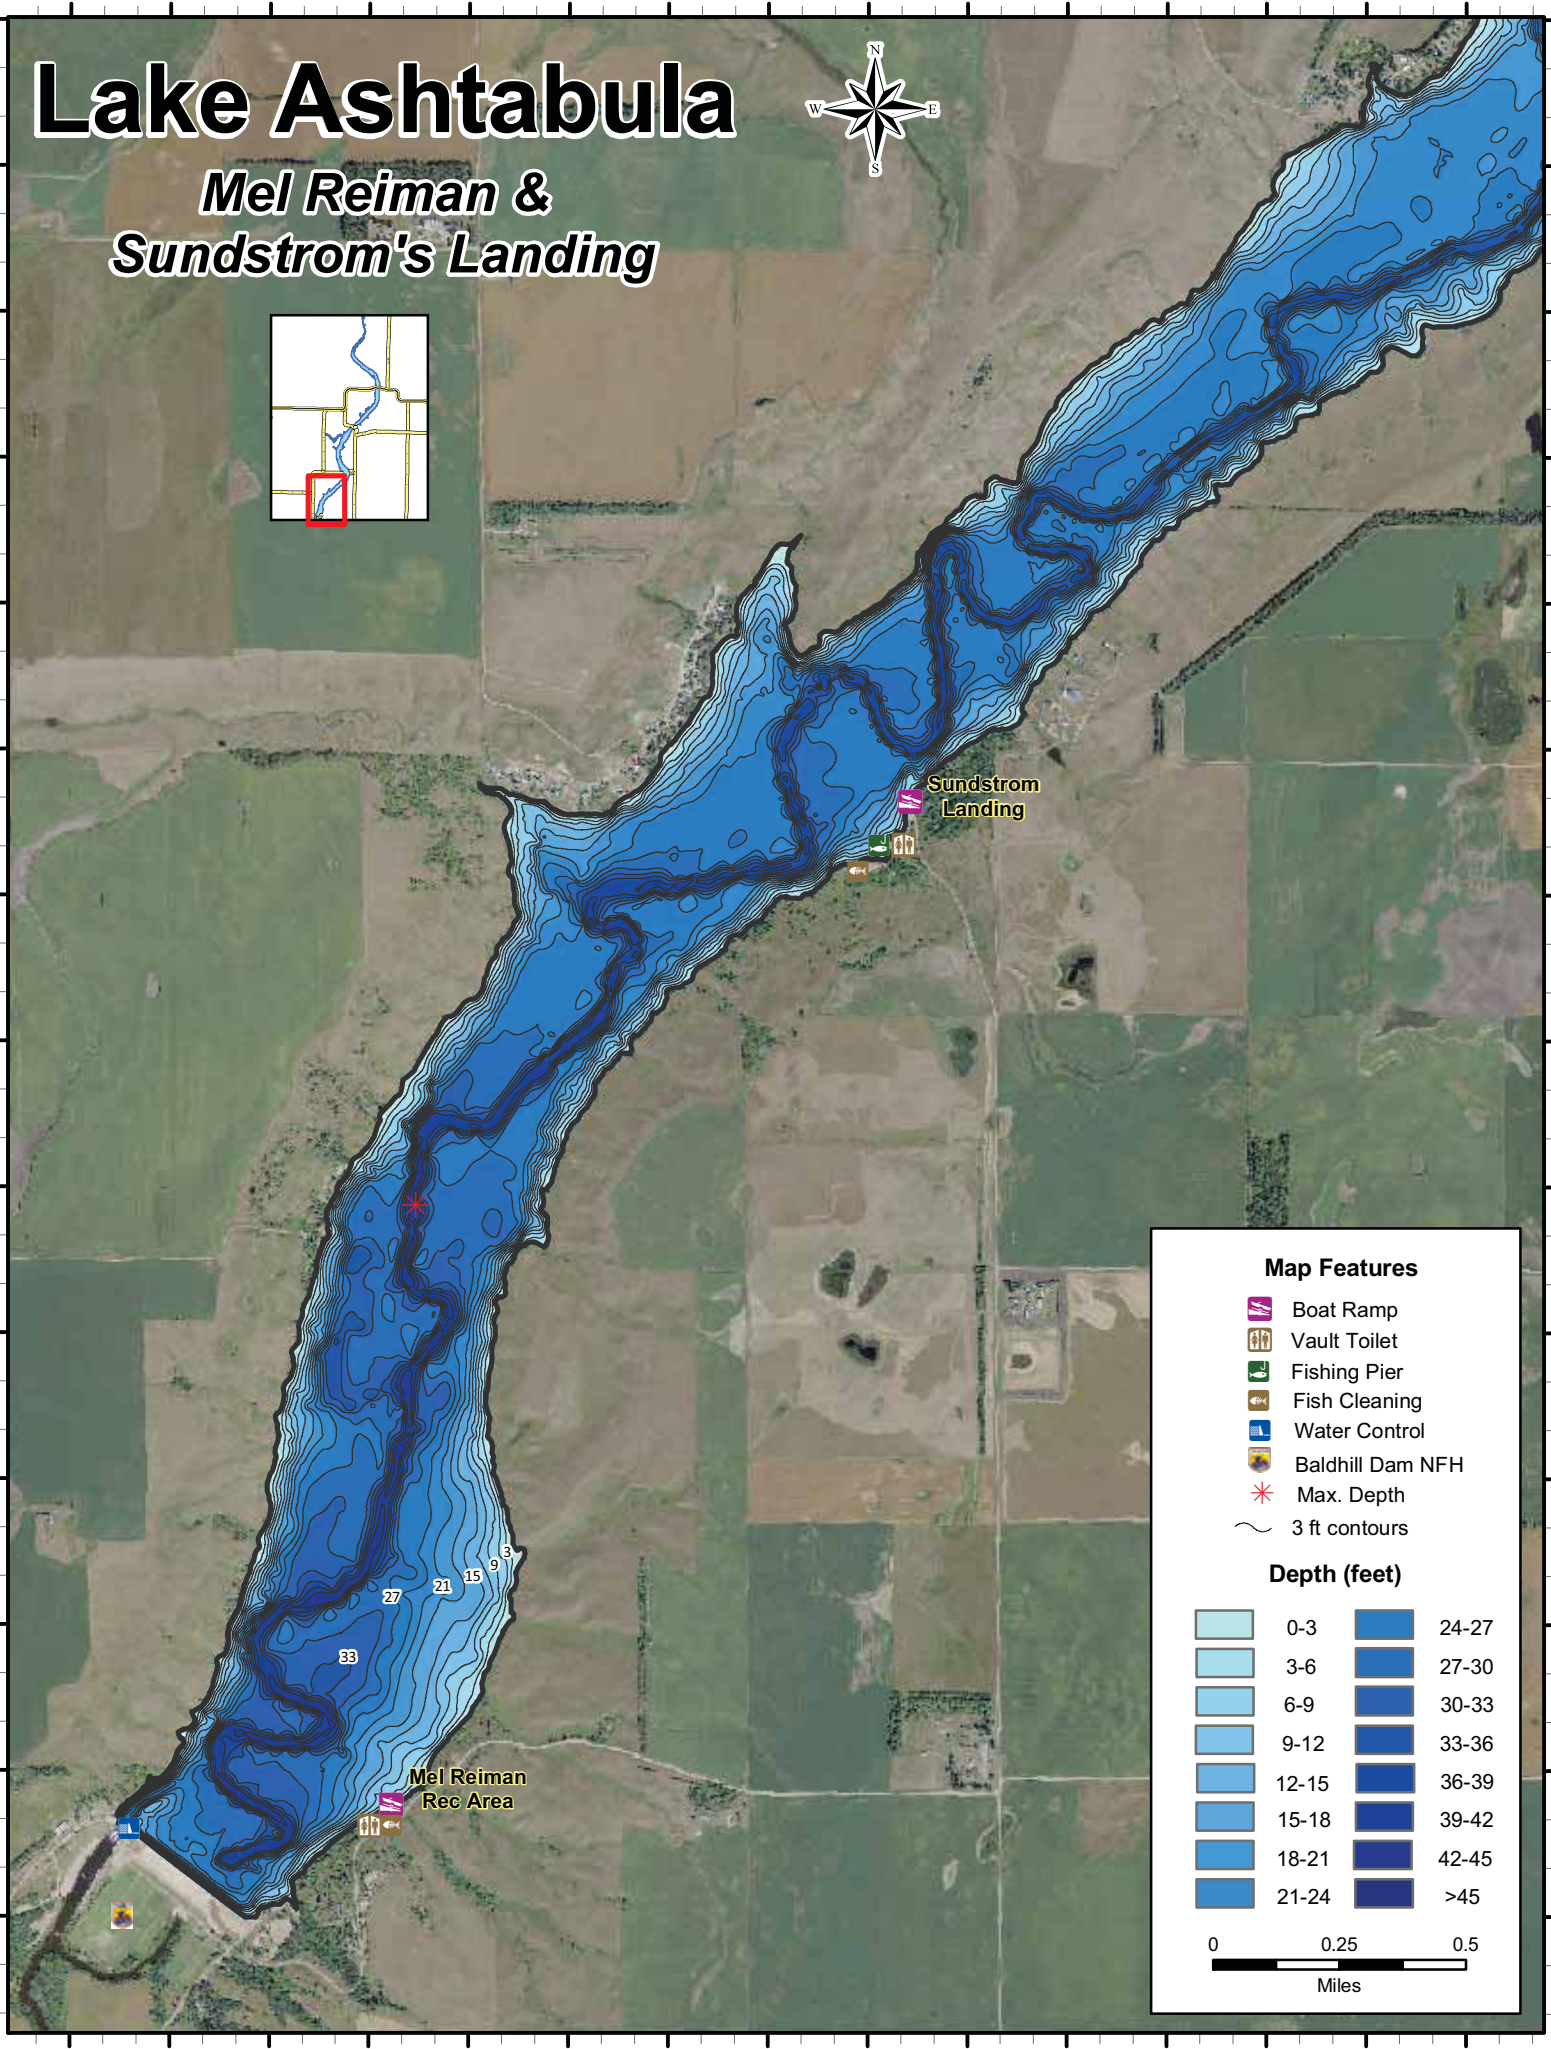 Lake Ashtabula
Mel Reiman &
Sundstrom's Landing
N
W
E
S
Sundstrom
Landing
3
9
15
21
27
33
Mel Reiman
Rec Area
Map Features
Boat Ramp
Vault Toilet
Fishing Pier
Fish Cleaning
Water Control
Baldhill Dam NFH
Max. Depth
3 ft contours
Depth (feet)
0-3
3-6
6-9
9-12
12-15
15-18
18-21
21-24
24-27
27-30
30-33
33-36
36-39
39-42
42-45
>45
0 0.25 0.5
Miles